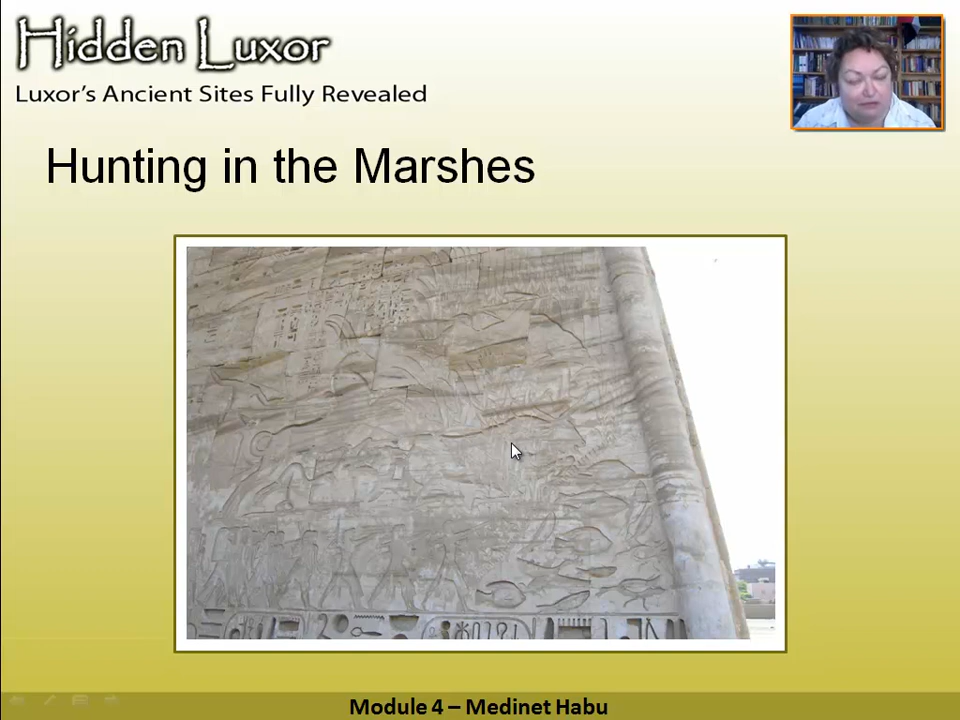 Hidden Luxor
Luxor's Ancient Sites Fully Revealed
Hunting in the Marshes
Module 4 – Medinet Habu